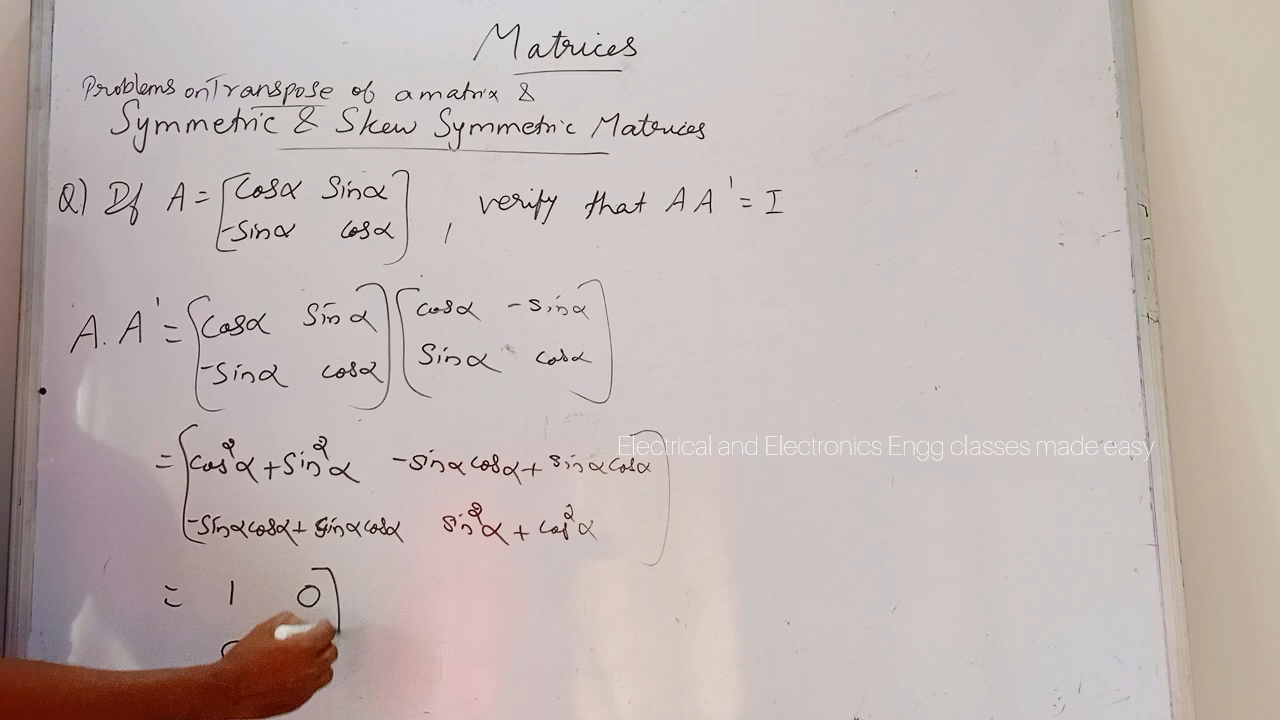 Matrices
Problems on Transpose of a matrix &
Symmetric & Skew Symmetric Matrices
Q) If A = [cosα sinα
-sinα cosα] , verify that A A' = I
A. A' = [cosα sinα] [cosα -sinα
-sinα cosα] [sinα cosα]
Electrical and Electronics Engg classes made easy
= [cos²α + sin²α -sinα cosα + sinα cosα
-sinα cosα + sinα cosα sin²α + cos²α]
= 1 0]